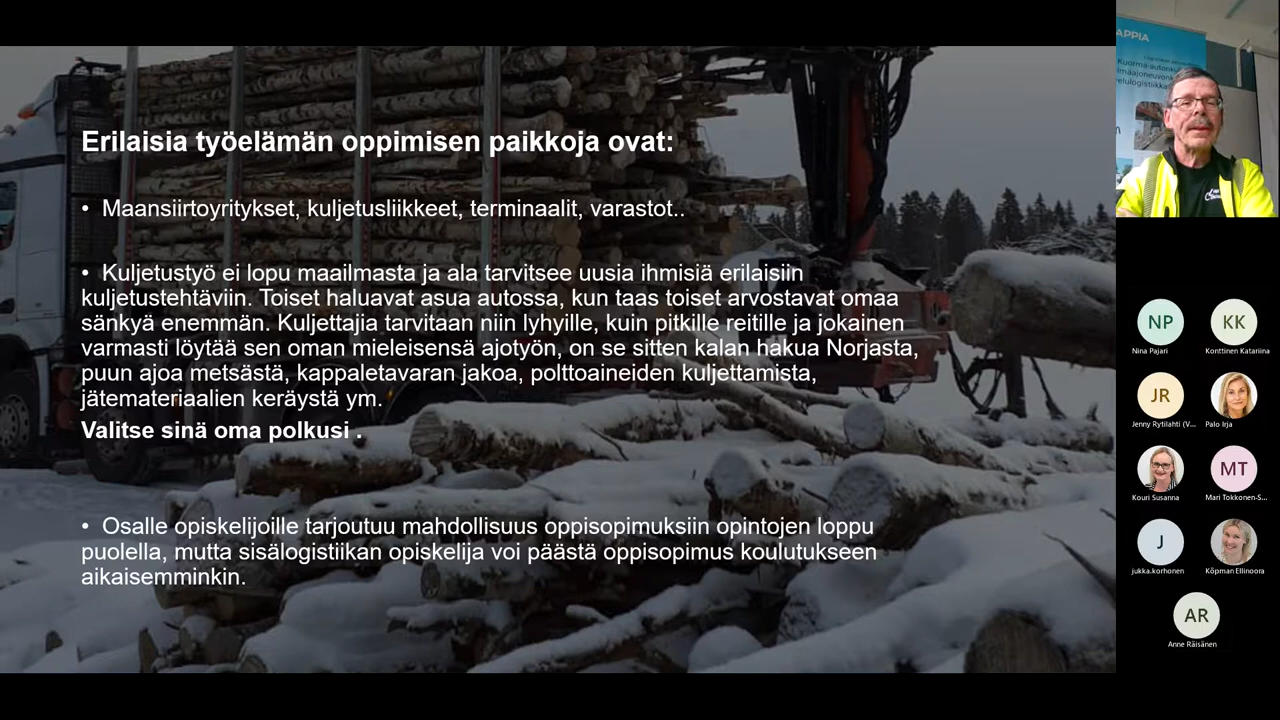 Erilaisia työelämän oppimisen paikkoja ovat:
• Maansiirtoyritykset, kuljetusliikkeet, terminaalit, varastot..
• Kuljetustyö ei lopu maailmasta ja ala tarvitsee uusia ihmisiä erilaisiin
kuljetustehtäviin. Toiset haluavat asua autossa, kun taas toiset arvostavat omaa
sänkyä enemmän. Kuljettajia tarvitaan niin lyhyille, kuin pitkille reitille ja jokainen
varmasti löytää sen oman mieleisensä ajotyön, on se sitten kalan hakua Norjasta,
puun ajoa metsästä, kappaletavaran jakoa, polttoaineiden kuljettamista,
jätemateriaalien keräystä ym.
Valitse sinä oma polkusi .
• Osalle opiskelijoille tarjoutuu mahdollisuus oppisopimuksiin opintojen loppu
puolella, mutta sisälogistiikan opiskelija voi päästä oppisopimus koulutukseen
aikaisemminkin.
APPIA
Kuorma-autonkul
NP
KK
Nina Pajari
Konttinen Katariina
JR
Jenny Rytilahti (V...
Palo Irja
MT
Kouri Susanna
Mari Tokkonen-S...
J
jukka.korhonen
Köpman Ellinoora
AR
Anne Räisänen